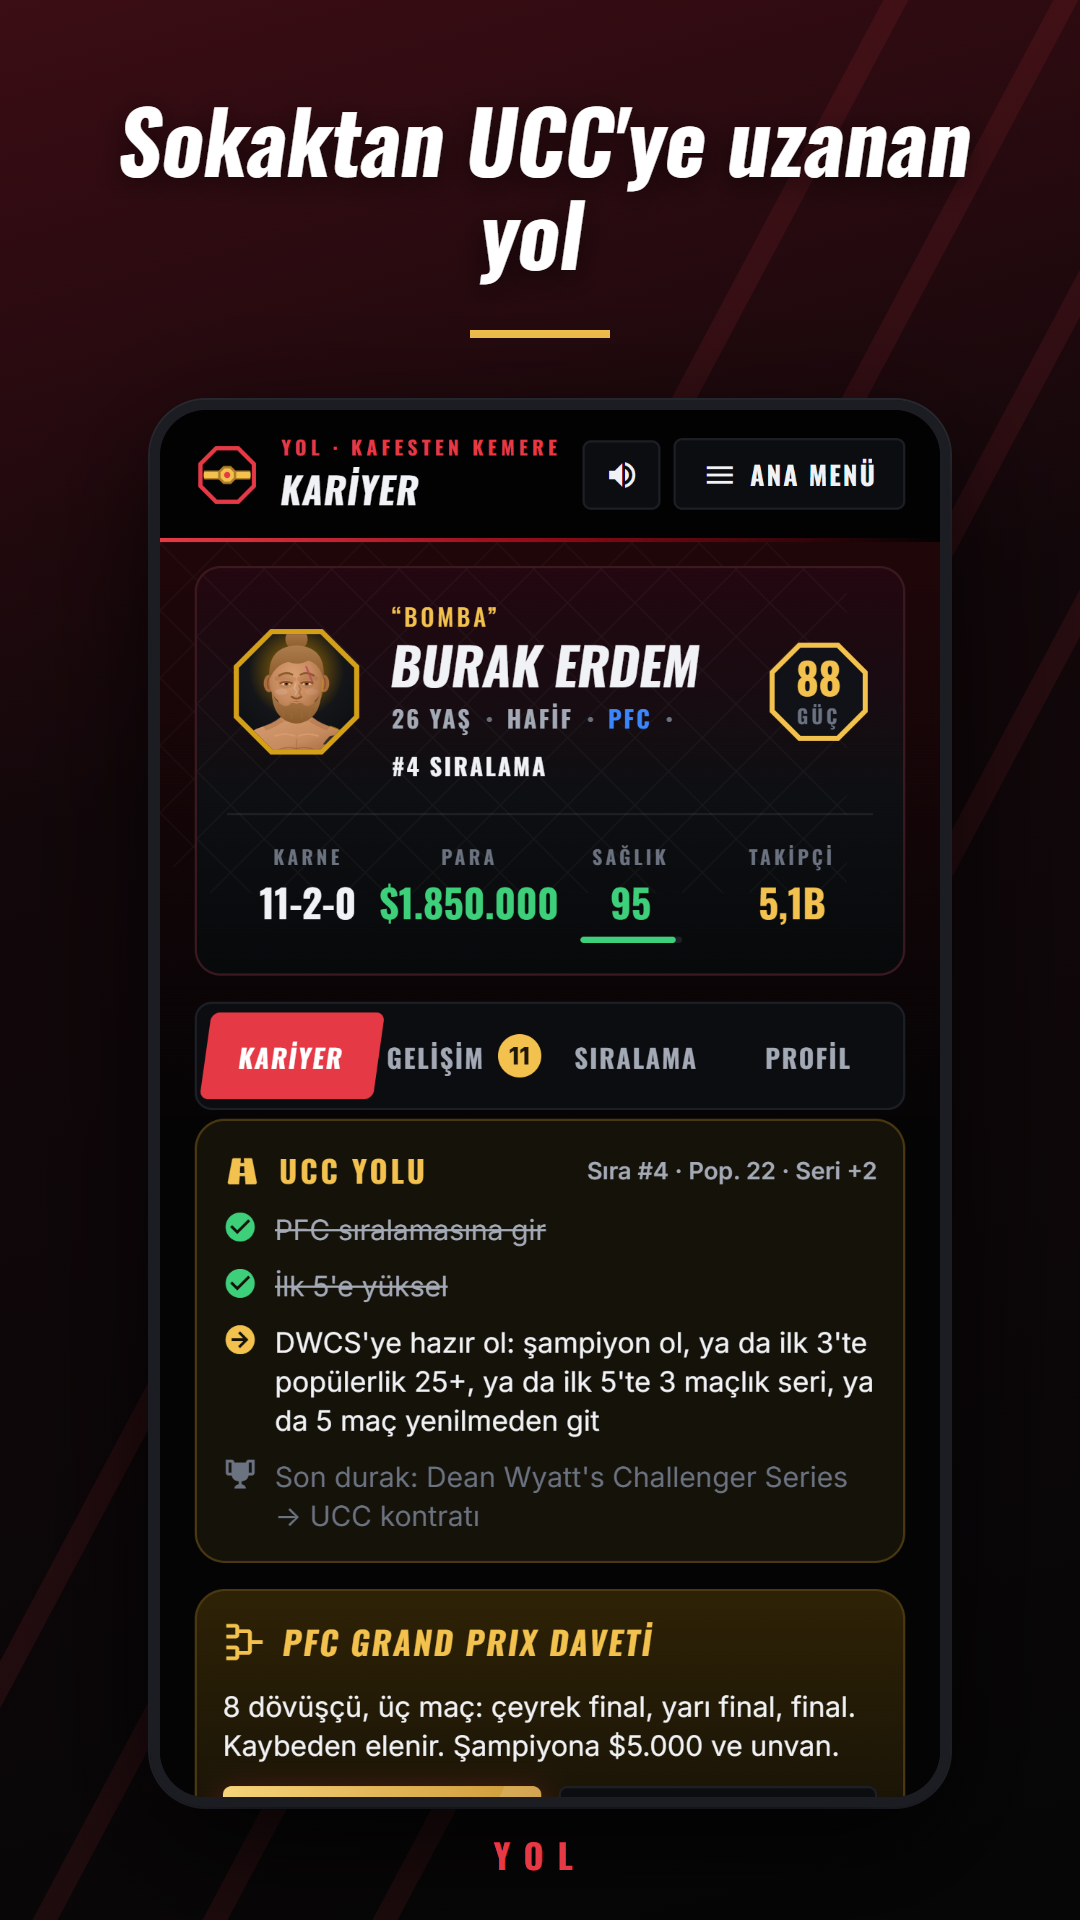 Sokaktan UCC'ye uzanan
yol
YOL · KAFESTEN KEMERE
KARİYER
ANA MENÜ
“BOMBA”
BURAK ERDEM
26 YAŞ · HAFİF · PFC ·
#4 SIRALAMA
88
GÜÇ
KARNE PARA SAĞLIK TAKİPÇİ
11-2-0 $1.850.000 95 5,1B
KARİYER GELİŞİM 11 SIRALAMA PROFİL
UCC YOLU Sıra #4 · Pop. 22 · Seri +2
PFC sıralamasına gir
İlk 5'e yüksel
DWCS'ye hazır ol: şampiyon ol, ya da ilk 3'te
popülerlik 25+, ya da ilk 5'te 3 maçlık seri, ya
da 5 maç yenilmeden git
Son durak: Dean Wyatt's Challenger Series
→ UCC kontratı
PFC GRAND PRIX DAVETİ
8 dövüşçü, üç maç: çeyrek final, yarı final, final.
Kaybeden elenir. Şampiyona $5.000 ve unvan.
YOL